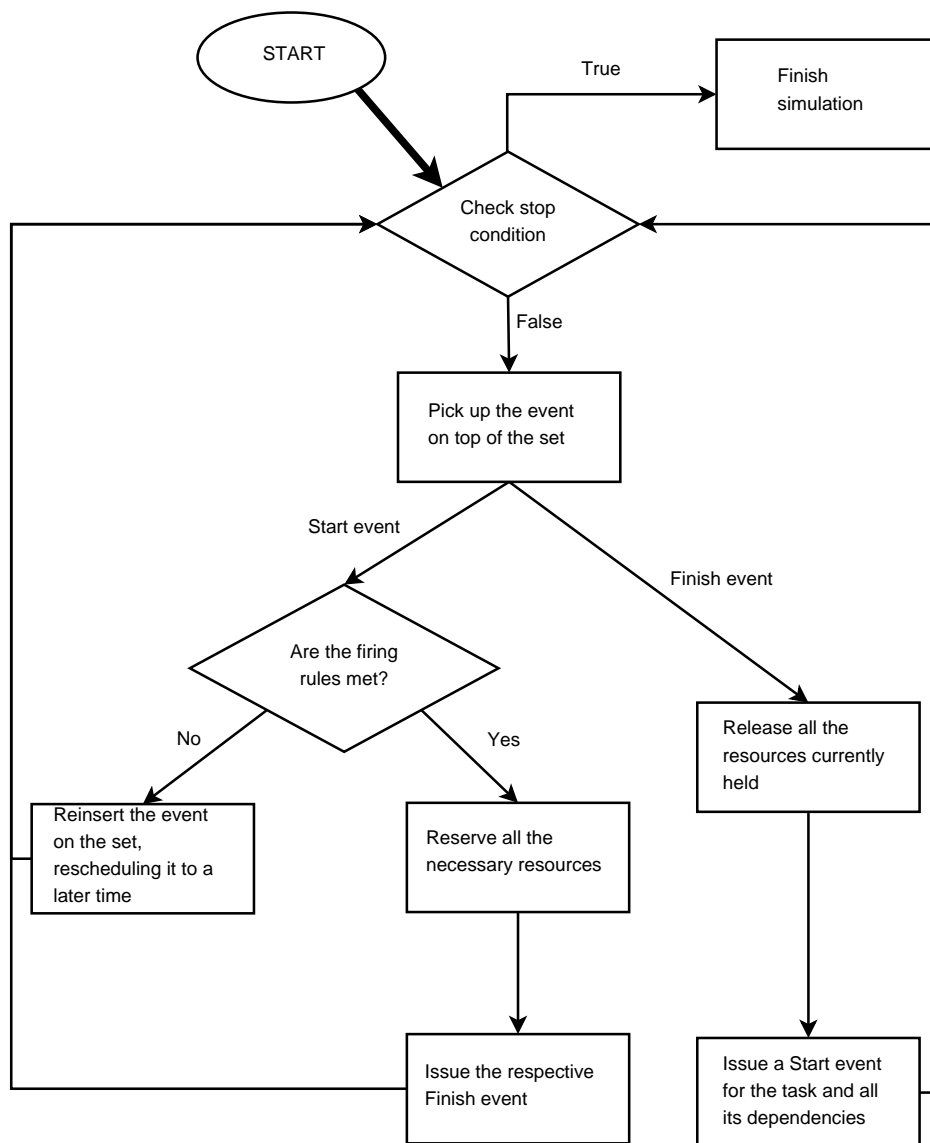 START
True
Finish
simulation
Check stop
condition
False
Pick up the event
on top of the set
Start event
Finish event
Are the firing
rules met?
No
Yes
Release all the
resources currently
held
Reinsert the event
on the set,
rescheduling it to a
later time
Reserve all the
necessary resources
Issue the respective
Finish event
Issue a Start event
for the task and all
its dependencies